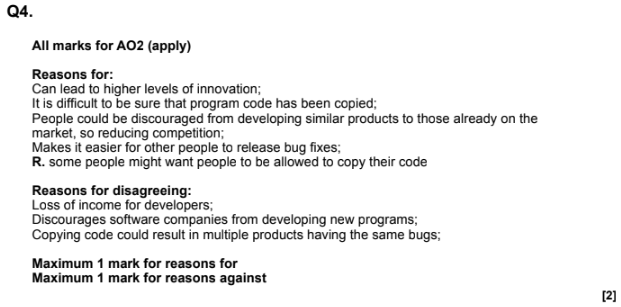 Q4.
All marks for AO2 (apply)
Reasons for:
Can lead to higher levels of innovation;
It is difficult to be sure that program code has been copied;
People could be discouraged from developing similar products to those already on the
market, so reducing competition;
Makes it easier for other people to release bug fixes;
R. some people might want people to be allowed to copy their code
Reasons for disagreeing:
Loss of income for developers;
Discourages software companies from developing new programs;
Copying code could result in multiple products having the same bugs;
Maximum 1 mark for reasons for
Maximum 1 mark for reasons against
[2]